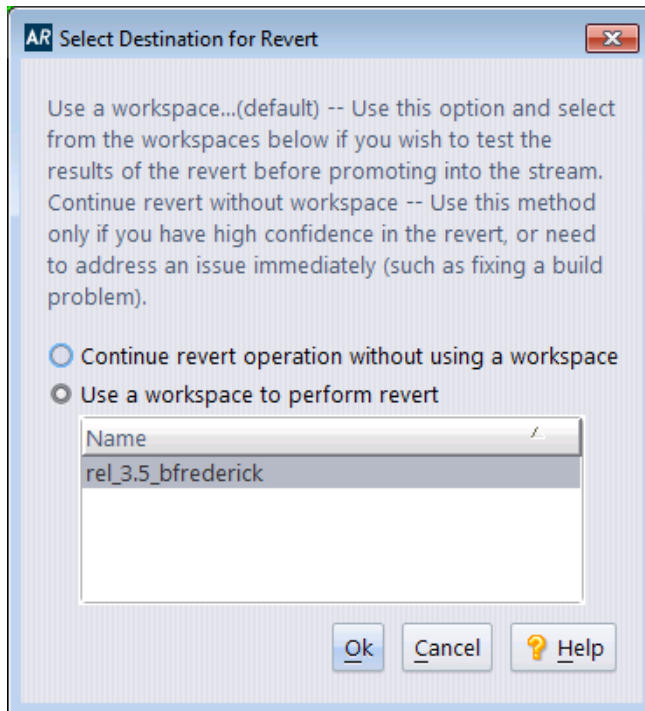 AR Select Destination for Revert
Use a workspace...(default) -- Use this option and select
from the workspaces below if you wish to test the
results of the revert before promoting into the stream.
Continue revert without workspace -- Use this method
only if you have high confidence in the revert, or need
to address an issue immediately (such as fixing a build
problem).
Continue revert operation without using a workspace
Use a workspace to perform revert
Name
rel_3.5_bfrederick
Ok Cancel ? Help